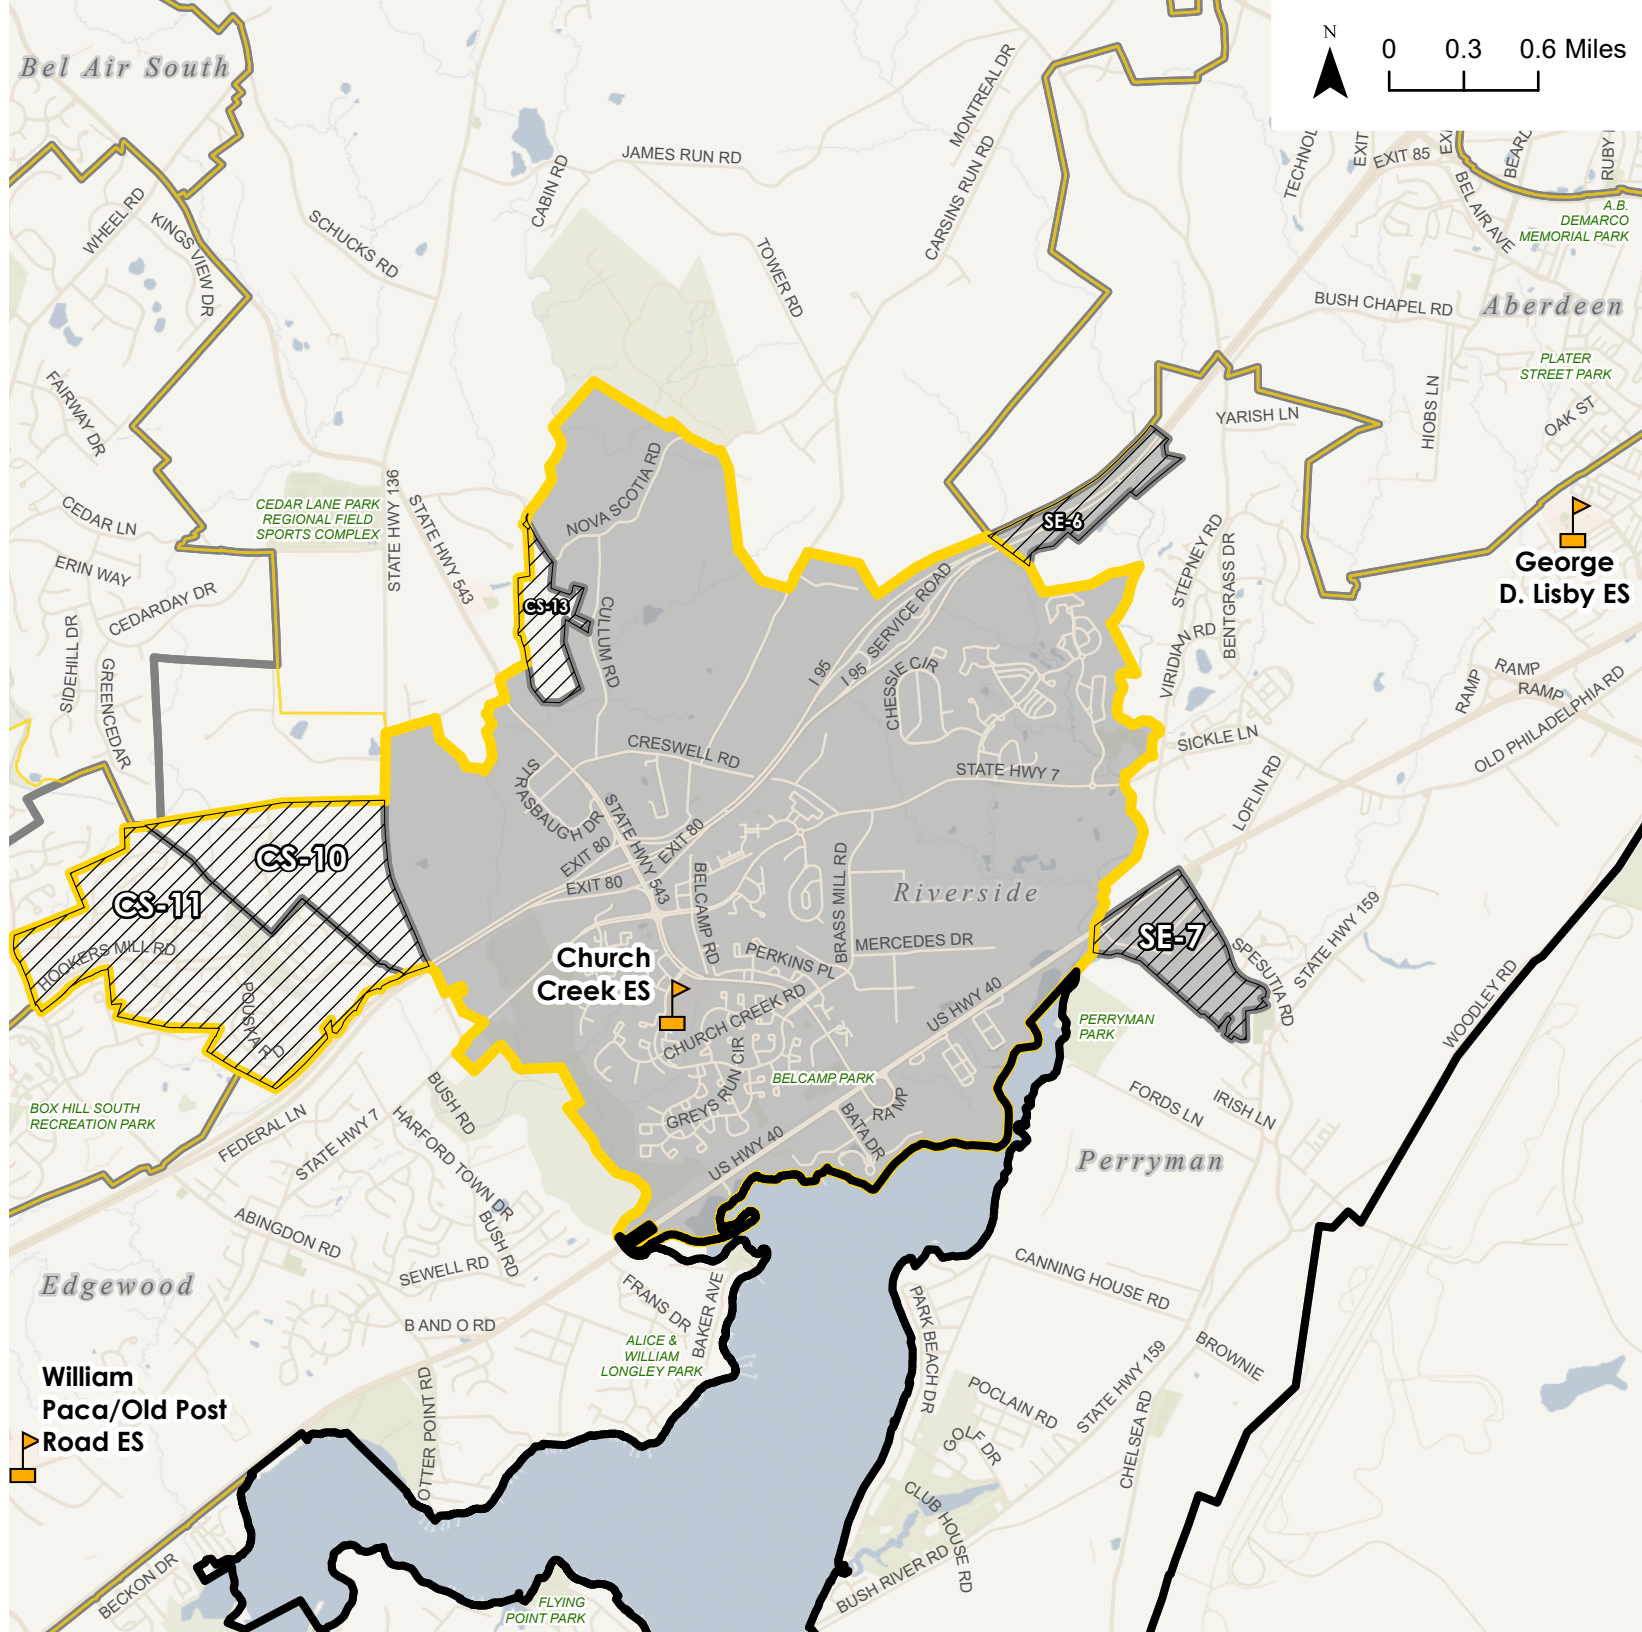 N
0 0.3 0.6 Miles
Bel Air South
JAMES RUN RD
MONTREAL DR
CABIN RD
CARSINS RUN RD
TECHNOL
EXIT
EXIT 85
EXI
BEARL
RUBY
BEL AIR AVE
A.B.
DEMARCO
MEMORIAL PARK
WHEEL RD
KINGS VIEW DR
SCHUCKS RD
TOWER RD
BUSH CHAPEL RD
Aberdeen
PLATER
STREET PARK
FAIRWAY DR
HIOBS LN
YARISH LN
OAK ST
CEDAR LN
CEDAR LANE PARK
REGIONAL FIELD
SPORTS COMPLEX
STATE HWY 136
STATE HWY 543
NOVA SCOTIA RD
SE-6
STEPNEY RD
BENTGRASS DR
George
D. Lisby ES
ERIN WAY
CEDARDAY DR
CS-13
CULLUM RD
I 95
I 95 SERVICE ROAD
CHESSIE CIR
VIRIDIAN RD
SIDEHILL DR
GREENCEDAR
RAMP
RAMP
RAMP
OLD PHILADELPHIA RD
CRESWELL RD
STATE HWY 7
SICKLE LN
LOFLIN RD
STRASBAUGH DR
STATE HWY 543
EXIT 80
EXIT 80
EXIT 80
CS-10
CS-11
HOOKERS MILL RD
POUSKA RD
BELCAMP RD
BRASS MILL RD
Riverside
MERCEDES DR
PERKINS PL
Church
Creek ES
CHURCH CREEK RD
US HWY 40
SE-7
SPESUTIA RD
STATE HWY 159
WOODLEY RD
PERRYMAN
PARK
BELCAMP PARK
GREYS RUN CIR
RAMP
BATA DR
US HWY 40
FORDS LN
IRISH LN
BOX HILL SOUTH
RECREATION PARK
FEDERAL LN
STATE HWY 7
BUSH RD
HARFORD TOWN DR
BUSH RD
Perryman
ABINGDON RD
SEWELL RD
Edgewood
B AND O RD
FRANS DR
BAKER AVE
ALICE &
WILLIAM
LONGLEY PARK
CANNING HOUSE RD
PARK BEACH DR
BROWNIE
STATE HWY 159
POCLAIN RD
GOLF DR
CHELSEA RD
William
Paca/Old Post
Road ES
OTTER POINT RD
CLUB HOUSE RD
BUSH RIVER RD
BECKON DR
FLYING
POINT PARK